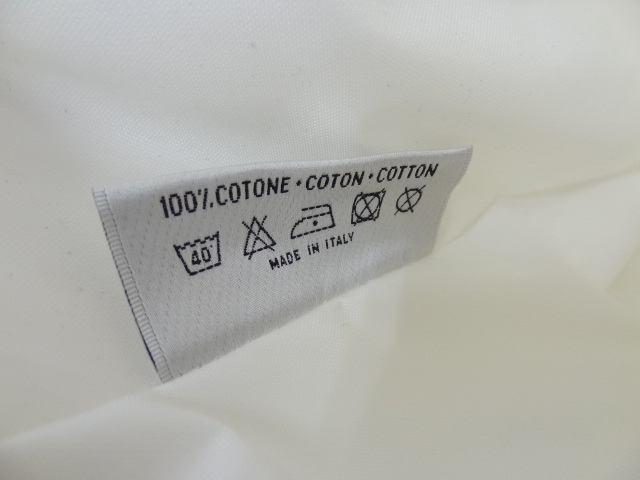 100% COTONE • COTON • COTTON
40°
MADE IN ITALY